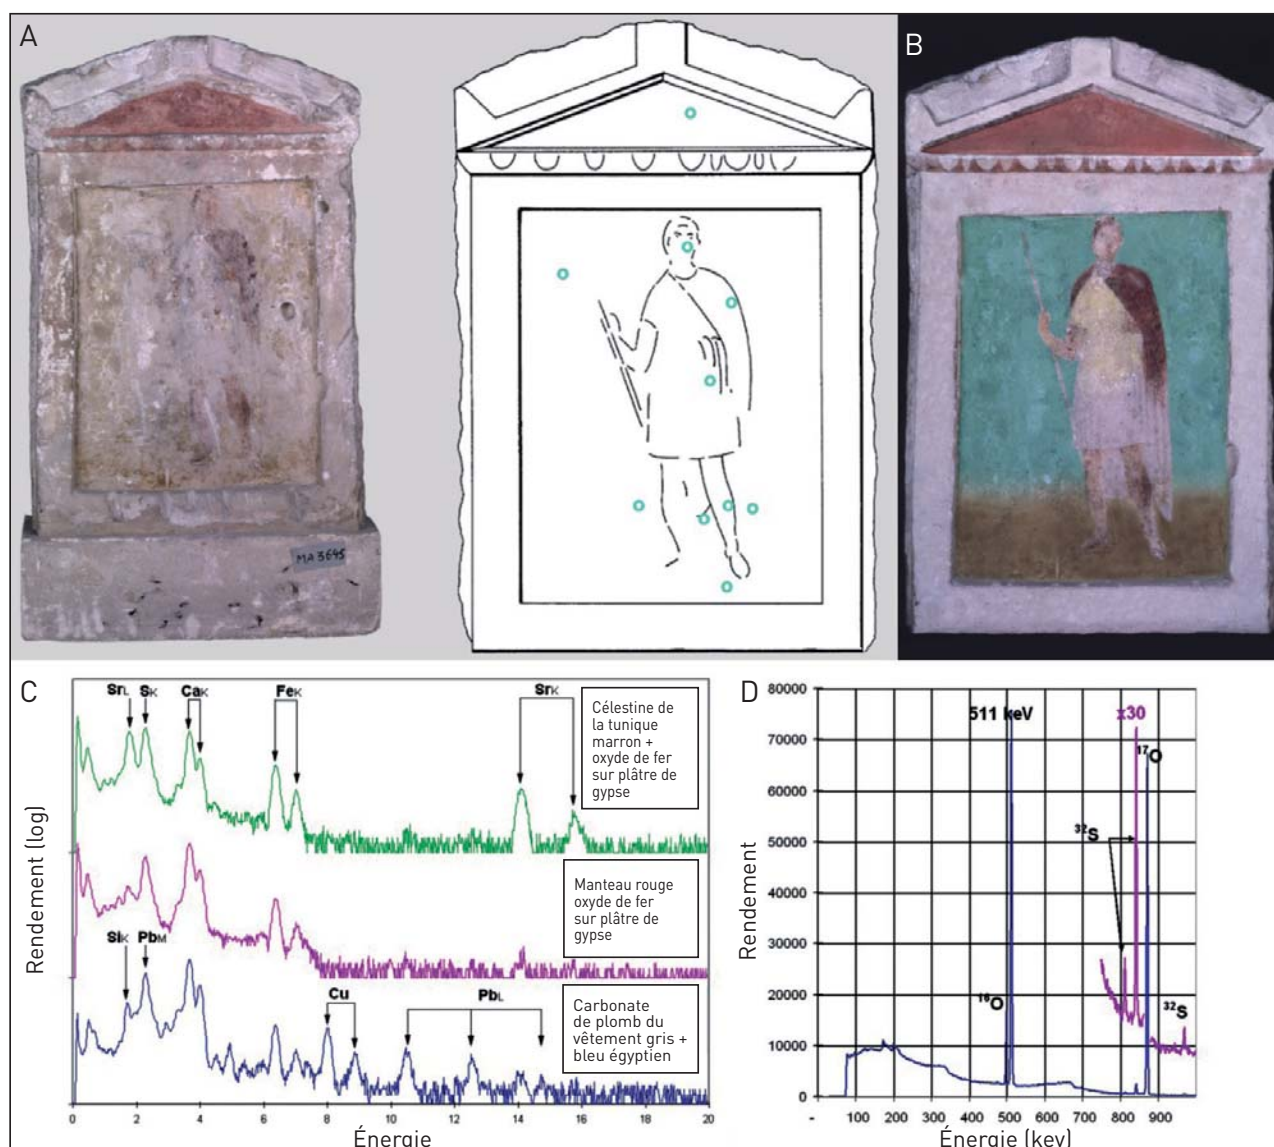 A
B
MA 3645
C
SrL
SK
CaK
FeK
SrK
Célestine de
la tunique
marron +
oxyde de fer
sur plâtre de
gypse
Manteau rouge
oxyde de fer
sur plâtre de
gypse
SiK
PbM
Cu
PbL
Carbonate
de plomb du
vêtement gris +
bleu égyptien
Rendement (log)
0 2 4 6 8 10 12 14 16 18 20
Énergie
D
80000
70000
60000
50000
40000
30000
20000
10000
0
511 keV
x30
17O
32S
16O
32S
Rendement
- 100 200 300 400 500 600 700 800 900
Énergie (kev)